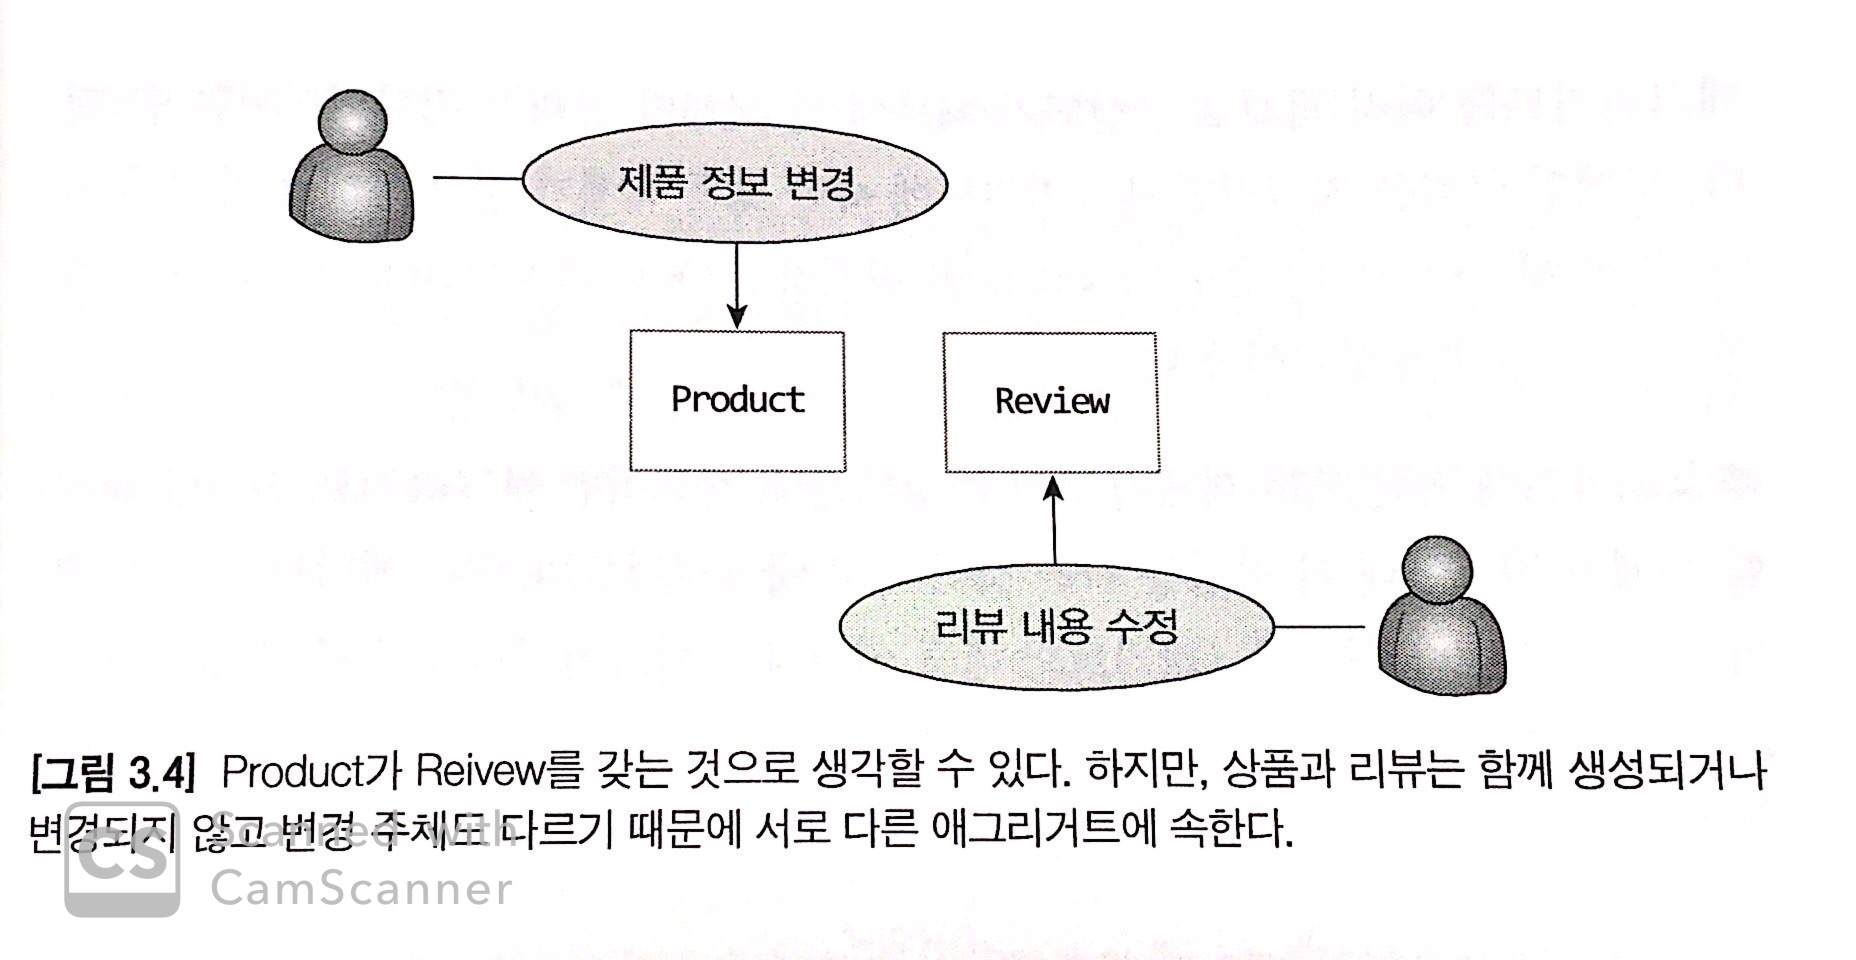 제품 정보 변경
Product
Review
리뷰 내용 수정
[그림 3.4] Product가 Reivew를 갖는 것으로 생각할 수 있다. 하지만, 상품과 리뷰는 함께 생성되거나
변경되지 않고 변경 주체도 다르기 때문에 서로 다른 애그리거트에 속한다.
CS
Scanned with
CamScanner